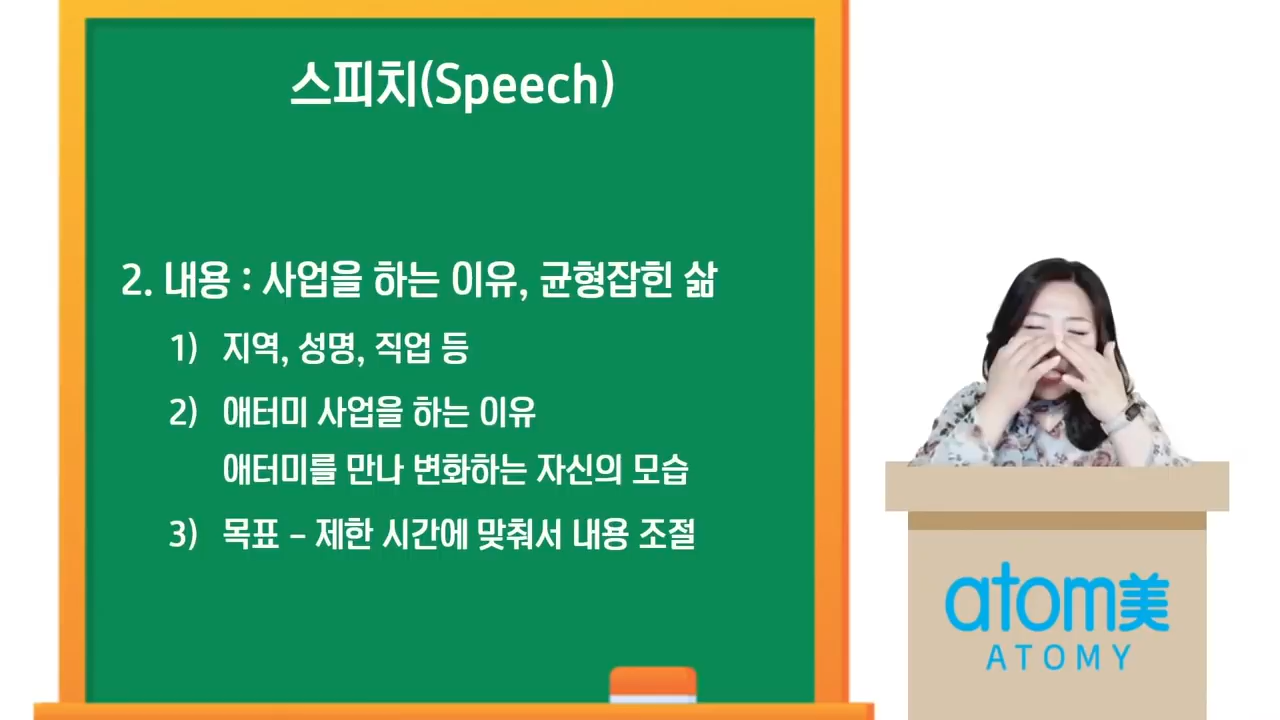 스피치(Speech)
2. 내용 : 사업을 하는 이유, 균형잡힌 삶
1) 지역, 성명, 직업 등
2) 애터미 사업을 하는 이유
애터미를 만나 변화하는 자신의 모습
3) 목표 – 제한 시간에 맞춰서 내용 조절
atom美
ATOMY